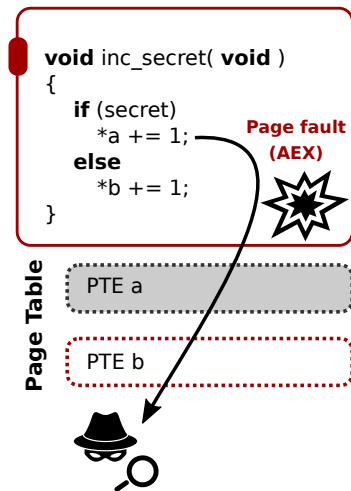 void inc_secret( void )
{
if (secret)
*a += 1;
Page fault
(AEX)
else
*b += 1;
}
Page Table
PTE a
PTE b